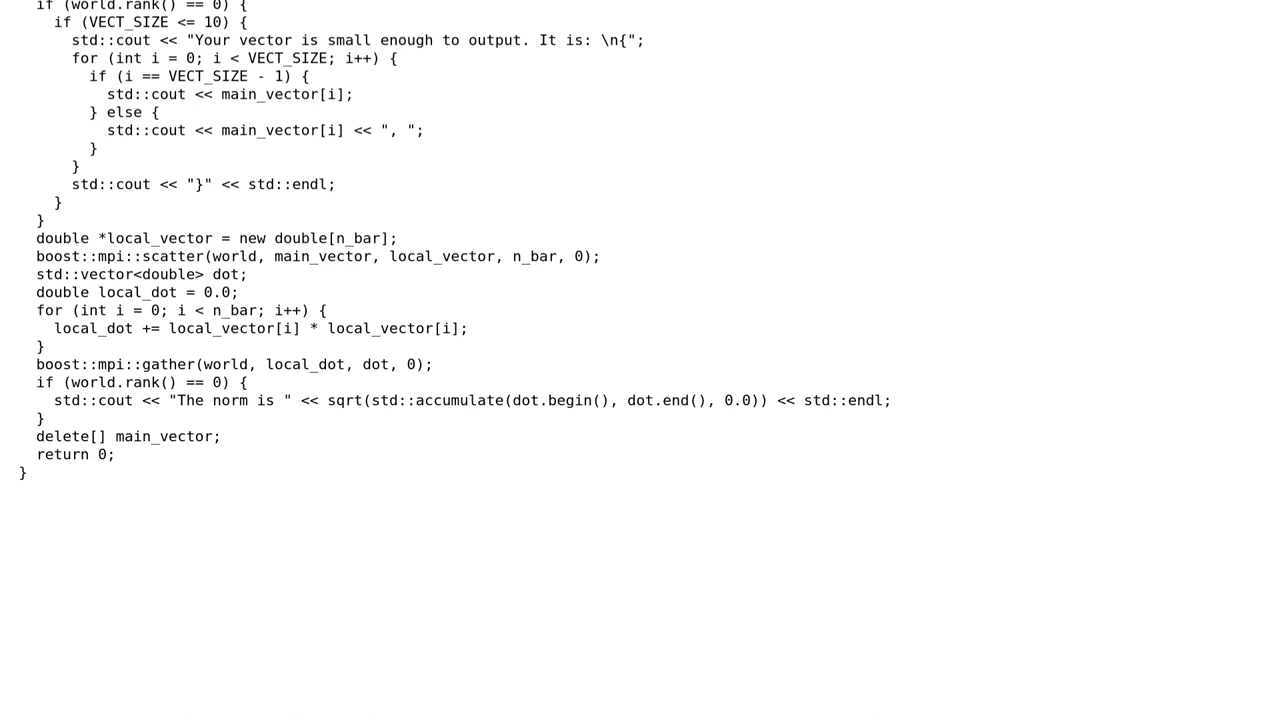 if (world.rank() == 0) {
    if (VECT_SIZE <= 10) {
      std::cout << "Your vector is small enough to output. It is: \n{";
      for (int i = 0; i < VECT_SIZE; i++) {
        if (i == VECT_SIZE - 1) {
          std::cout << main_vector[i];
        } else {
          std::cout << main_vector[i] << ", ";
        }
      }
      std::cout << "}" << std::endl;
    }
  }
  double *local_vector = new double[n_bar];
  boost::mpi::scatter(world, main_vector, local_vector, n_bar, 0);
  std::vector<double> dot;
  double local_dot = 0.0;
  for (int i = 0; i < n_bar; i++) {
    local_dot += local_vector[i] * local_vector[i];
  }
  boost::mpi::gather(world, local_dot, dot, 0);
  if (world.rank() == 0) {
    std::cout << "The norm is " << sqrt(std::accumulate(dot.begin(), dot.end(), 0.0)) << std::endl;
  }
  delete[] main_vector;
  return 0;
}